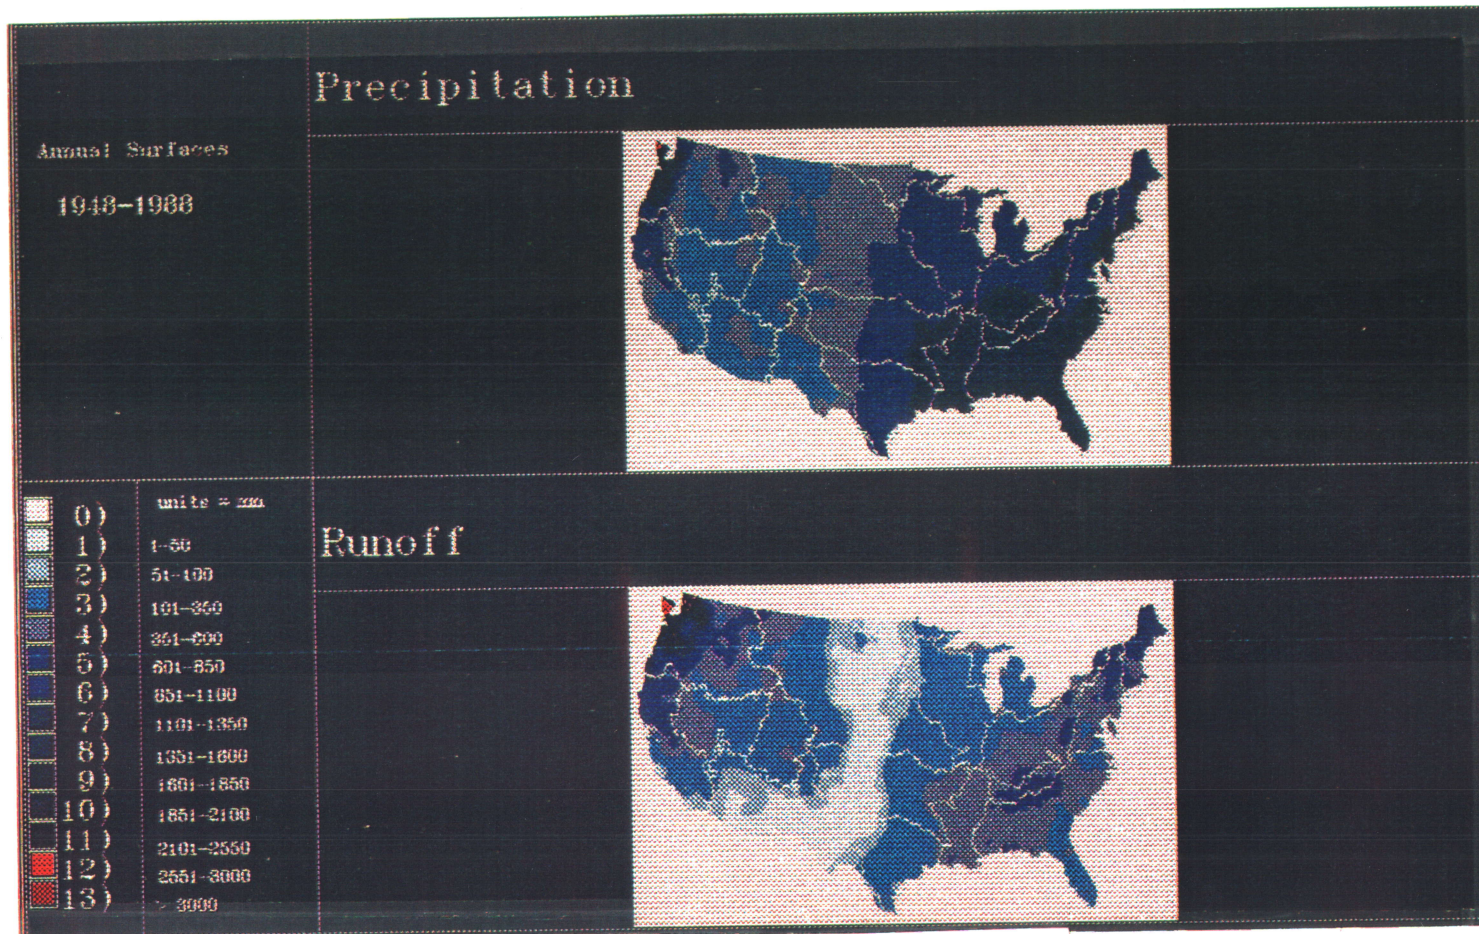 Precipitation
Annual Surfaces
1948-1988
units = mm
0)
1) 1-50
2) 51-100
3) 101-350
4) 351-600
5) 601-850
6) 851-1100
7) 1101-1350
8) 1351-1600
9) 1601-1850
10) 1851-2100
11) 2101-2550
12) 2551-3000
13) > 3000
Runoff